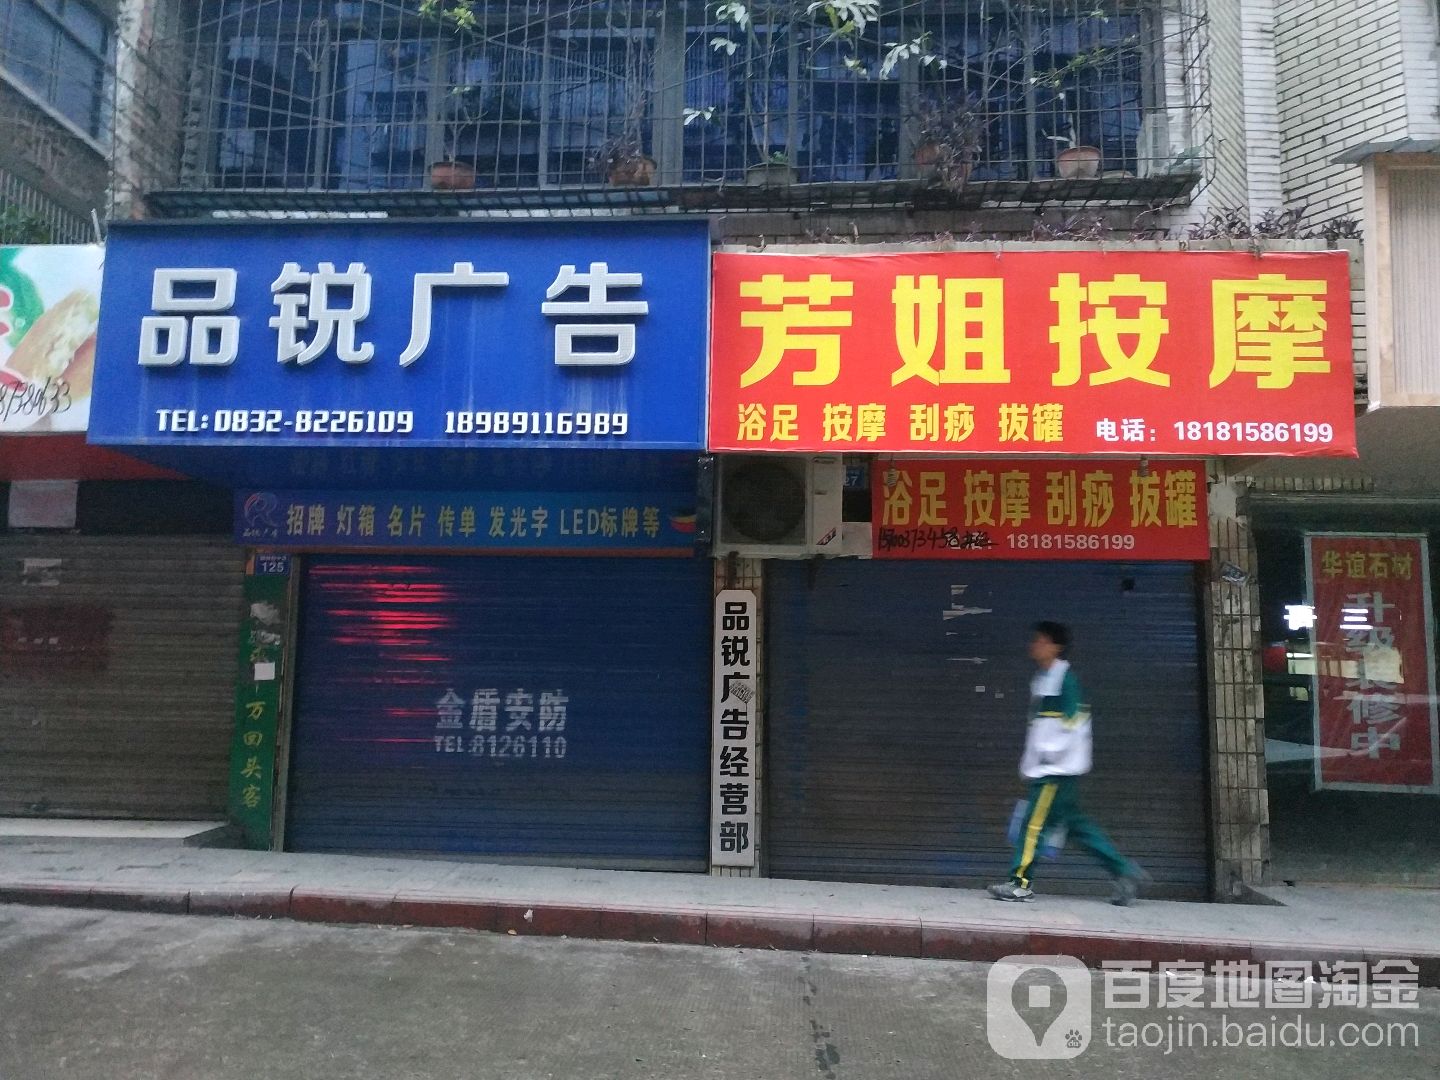 品锐广告
TEL:0832-8226109 18989116989
招牌 灯箱 名片 传单 发光字 LED标牌等
125
万回头客
金盾安防
TEL:8126110
品锐广告经营部
芳姐按摩
浴足 按摩 刮痧 拔罐 电话：18181586199
27
浴足 按摩 刮痧 拔罐
18181586199
华谊石材
升级装修中
百度地图淘金
taojin.baidu.com